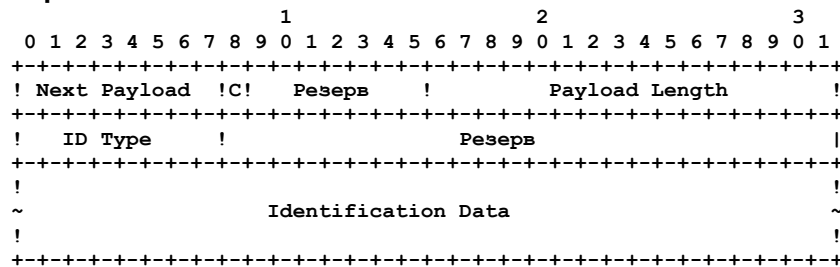 1                   2                   3
 0 1 2 3 4 5 6 7 8 9 0 1 2 3 4 5 6 7 8 9 0 1 2 3 4 5 6 7 8 9 0 1
+-+-+-+-+-+-+-+-+-+-+-+-+-+-+-+-+-+-+-+-+-+-+-+-+-+-+-+-+-+-+-+-+
! Next Payload  !C!   Резерв    !         Payload Length        !
+-+-+-+-+-+-+-+-+-+-+-+-+-+-+-+-+-+-+-+-+-+-+-+-+-+-+-+-+-+-+-+-+
!   ID Type     !                  Резерв                       |
+-+-+-+-+-+-+-+-+-+-+-+-+-+-+-+-+-+-+-+-+-+-+-+-+-+-+-+-+-+-+-+-+
!                                                               !
~                   Identification Data                         ~
!                                                               !
+-+-+-+-+-+-+-+-+-+-+-+-+-+-+-+-+-+-+-+-+-+-+-+-+-+-+-+-+-+-+-+-+